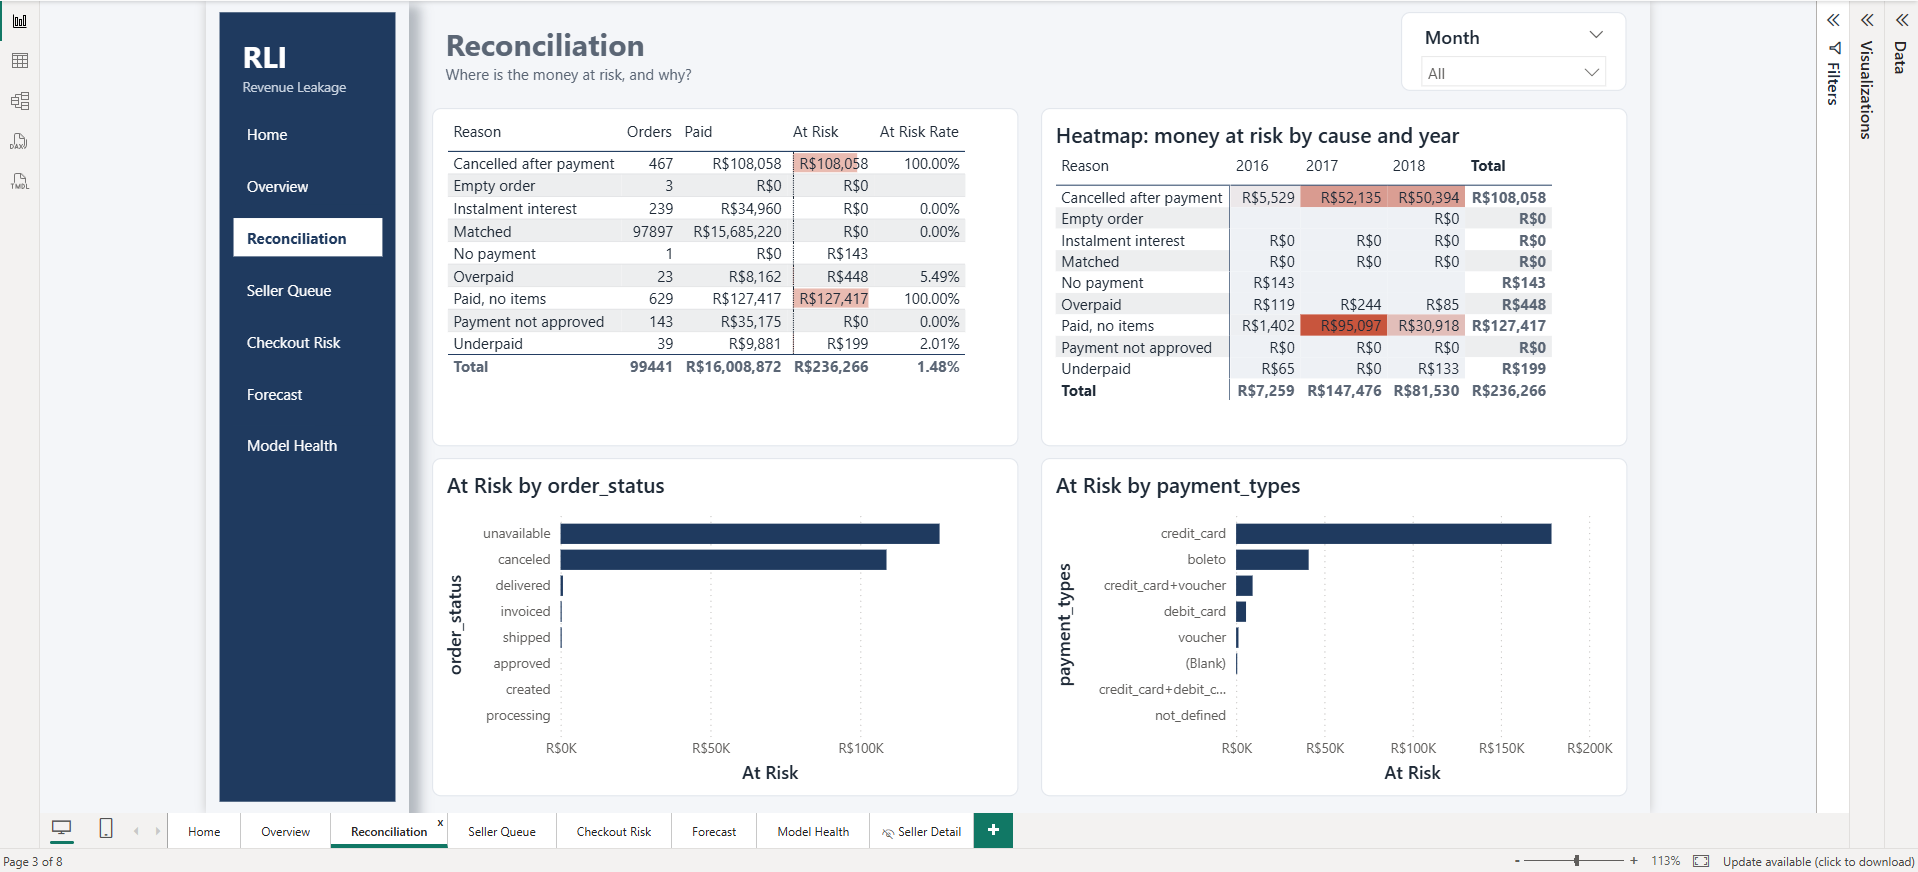 RLI
Revenue Leakage
Home
Overview
Reconciliation
Seller Queue
Checkout Risk
Forecast
Model Health
Reconciliation
Where is the money at risk, and why?
Month
All
Reason Orders Paid At Risk At Risk Rate
Cancelled after payment 467 R$108,058 R$108,058 100.00%
Empty order 3 R$0 R$0
Instalment interest 239 R$34,960 R$0 0.00%
Matched 97897 R$15,685,220 R$0 0.00%
No payment 1 R$0 R$143
Overpaid 23 R$8,162 R$448 5.49%
Paid, no items 629 R$127,417 R$127,417 100.00%
Payment not approved 143 R$35,175 R$0 0.00%
Underpaid 39 R$9,881 R$199 2.01%
Total 99441 R$16,008,872 R$236,266 1.48%
Heatmap: money at risk by cause and year
Reason 2016 2017 2018 Total
Cancelled after payment R$5,529 R$52,135 R$50,394 R$108,058
Empty order R$0 R$0
Instalment interest R$0 R$0 R$0 R$0
Matched R$0 R$0 R$0 R$0
No payment R$143 R$143
Overpaid R$119 R$244 R$85 R$448
Paid, no items R$1,402 R$95,097 R$30,918 R$127,417
Payment not approved R$0 R$0 R$0 R$0
Underpaid R$65 R$0 R$133 R$199
Total R$7,259 R$147,476 R$81,530 R$236,266
At Risk by order_status
order_status
unavailable
canceled
delivered
invoiced
shipped
approved
created
processing
R$0K R$50K R$100K
At Risk
At Risk by payment_types
payment_types
credit_card
boleto
credit_card+voucher
debit_card
voucher
(Blank)
credit_card+debit_c...
not_defined
R$0K R$50K R$100K R$150K R$200K
At Risk
Filters
Visualizations
Data
DAX
TMDL
Home Overview Reconciliation x Seller Queue Checkout Risk Forecast Model Health Seller Detail +
Page 3 of 8
- + 113% Update available (click to download)